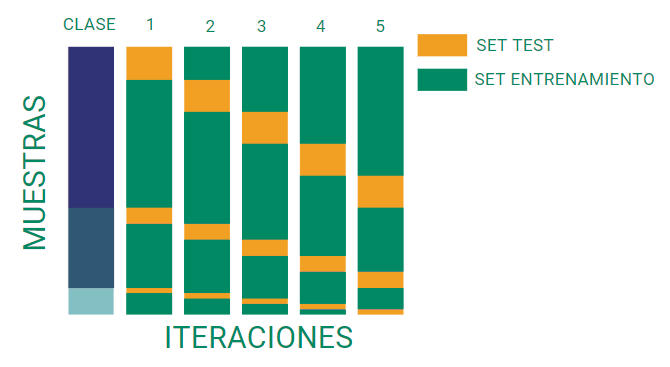 CLASE 1 2 3 4 5
SET TEST
SET ENTRENAMIENTO
MUESTRAS
ITERACIONES